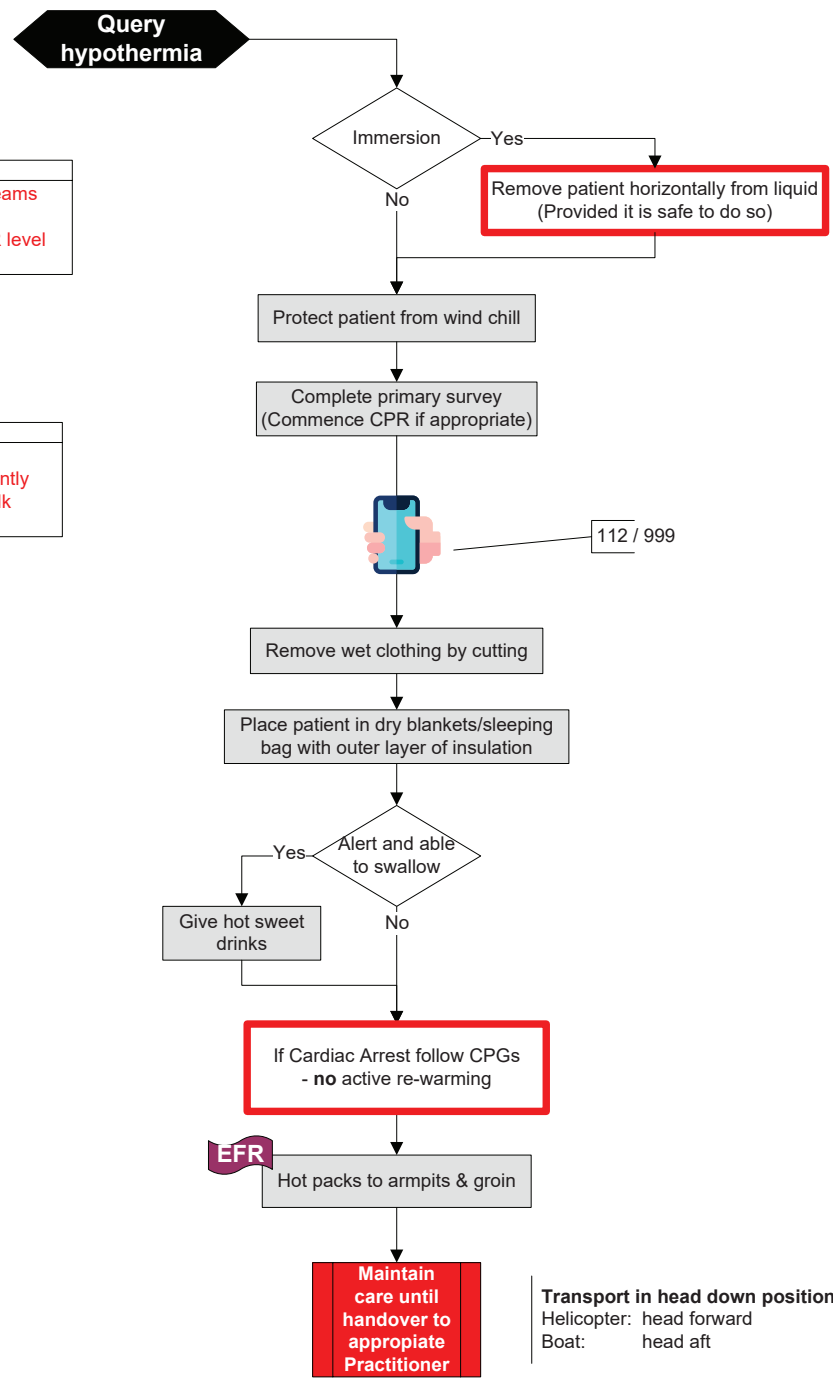 Query
hypothermia
Immersion
Yes
No
Remove patient horizontally from liquid
(Provided it is safe to do so)
level
Protect patient from wind chill
Complete primary survey
(Commence CPR if appropriate)
112 / 999
Remove wet clothing by cutting
Place patient in dry blankets/sleeping
bag with outer layer of insulation
Alert and able
to swallow
Yes
No
Give hot sweet
drinks
If Cardiac Arrest follow CPGs
- no active re-warming
EFR
Hot packs to armpits & groin
Maintain
care until
handover to
appropiate
Practitioner
Transport in head down position
Helicopter: head forward
Boat: head aft